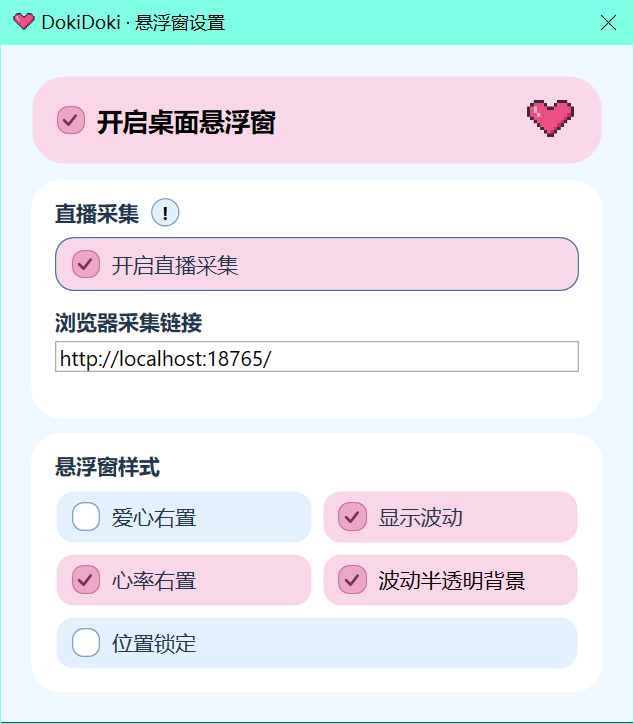 DokiDoki · 悬浮窗设置
开启桌面悬浮窗
直播采集 !
开启直播采集
浏览器采集链接
http://localhost:18765/
悬浮窗样式
爱心右置 显示波动
心率右置 波动半透明背景
位置锁定